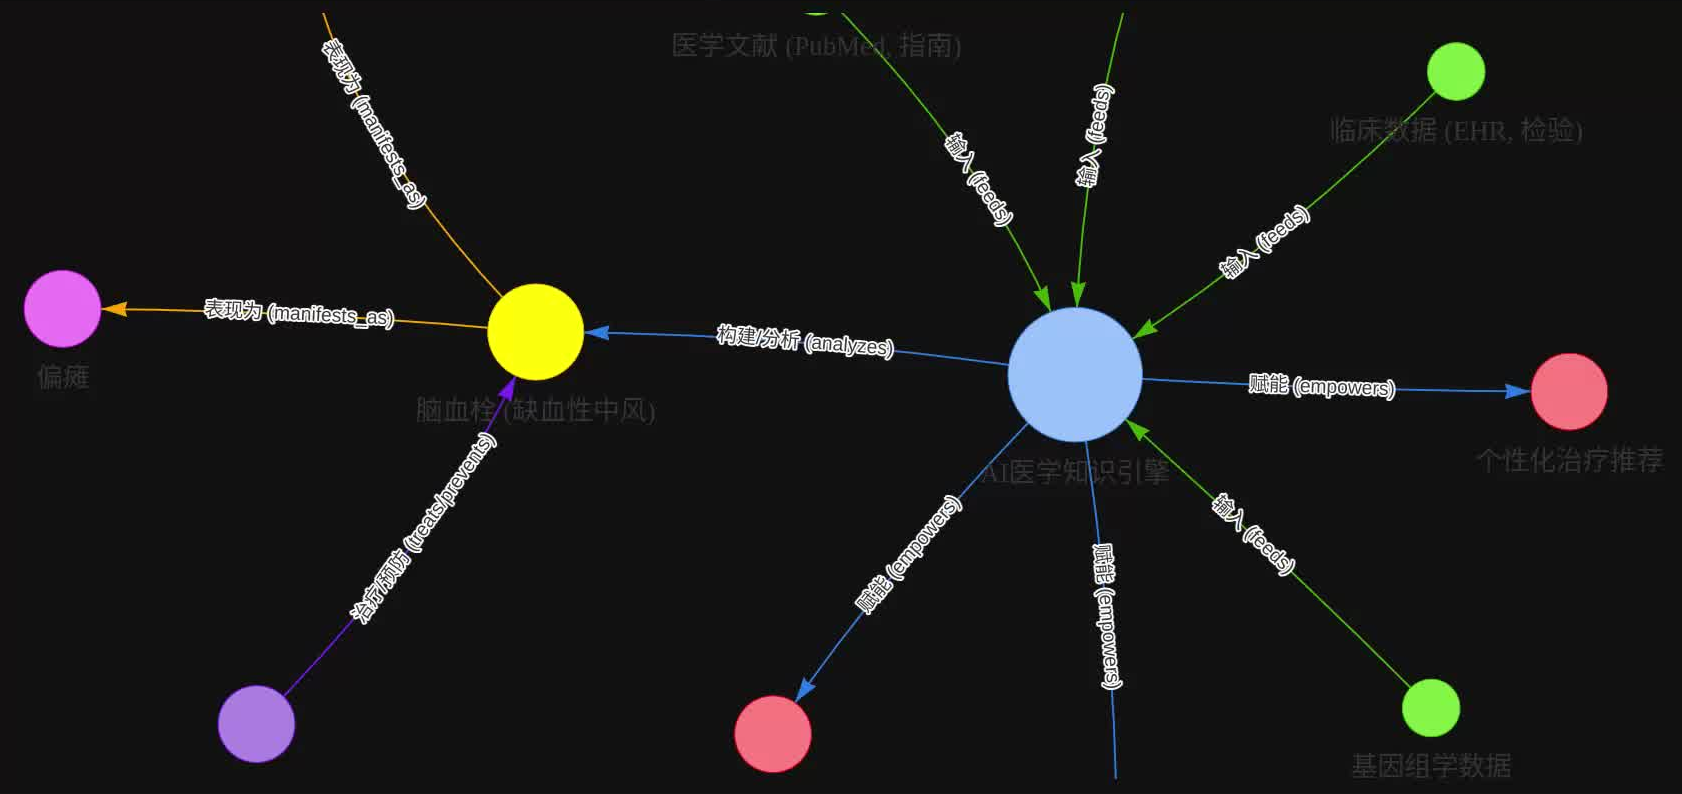 医学文献 (PubMed, 指南)
表现为 (manifests_as)
输入 (feeds)
输入 (feeds)
临床数据 (EHR, 检验)
输入 (feeds)
表现为 (manifests_as)
构建/分析 (analyzes)
赋能 (empowers)
偏瘫
脑血栓 (缺血性中风)
AI医学知识引擎
个性化治疗推荐
治疗/预防 (treats/prevents)
赋能 (empowers)
赋能 (empowers)
输入 (feeds)
基因组学数据